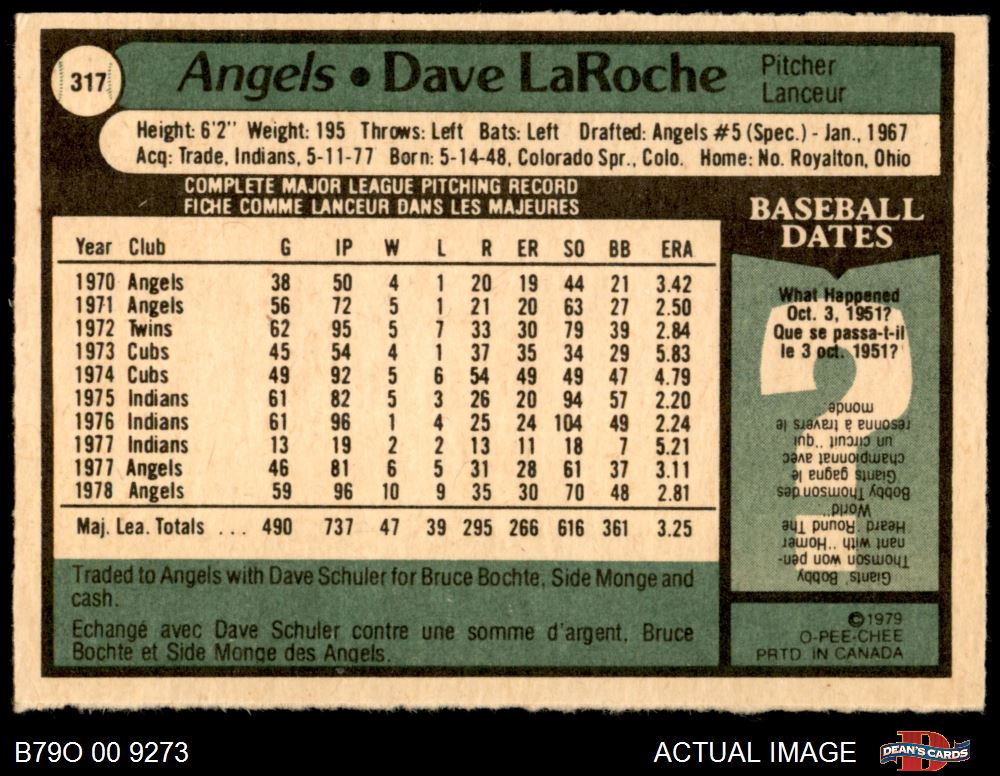 317
Angels • Dave LaRoche
Pitcher
Lanceur
Height: 6'2" Weight: 195 Throws: Left Bats: Left Drafted: Angels #5 (Spec.) - Jan., 1967
Acq: Trade, Indians, 5-11-77 Born: 5-14-48, Colorado Spr., Colo. Home: No. Royalton, Ohio
COMPLETE MAJOR LEAGUE PITCHING RECORD
FICHE COMME LANCEUR DANS LES MAJEURES
Year Club G IP W L R ER SO BB ERA
1970 Angels 38 50 4 1 20 19 44 21 3.42
1971 Angels 56 72 5 1 21 20 63 27 2.50
1972 Twins 62 95 5 7 33 30 79 39 2.84
1973 Cubs 45 54 4 1 37 35 34 29 5.83
1974 Cubs 49 92 5 6 54 49 49 47 4.79
1975 Indians 61 82 5 3 26 20 94 57 2.20
1976 Indians 61 96 1 4 25 24 104 49 2.24
1977 Indians 13 19 2 2 13 11 18 7 5.21
1977 Angels 46 81 6 5 31 28 61 37 3.11
1978 Angels 59 96 10 9 35 30 70 48 2.81
Maj. Lea. Totals ... 490 737 47 39 295 266 616 361 3.25
Traded to Angels with Dave Schuler for Bruce Bochte, Side Monge and
cash.
Echangé avec Dave Schuler contre une somme d'argent, Bruce
Bochte et Side Monge des Angels.
BASEBALL
DATES
What Happened
Oct. 3, 1951?
Que se passa-t-il
le 3 oct. 1951?
Giants' Bobby
Thomson won pen-
nant with "Homer
Heard 'Round The
World".
Bobby Thomson des
Giants gagne le
championnat avec
un circuit "qui
résonea à travers le
monde
©1979
O-PEE-CHEE
PRTD IN CANADA
B79O 00 9273
ACTUAL IMAGE
DEAN'S CARDS